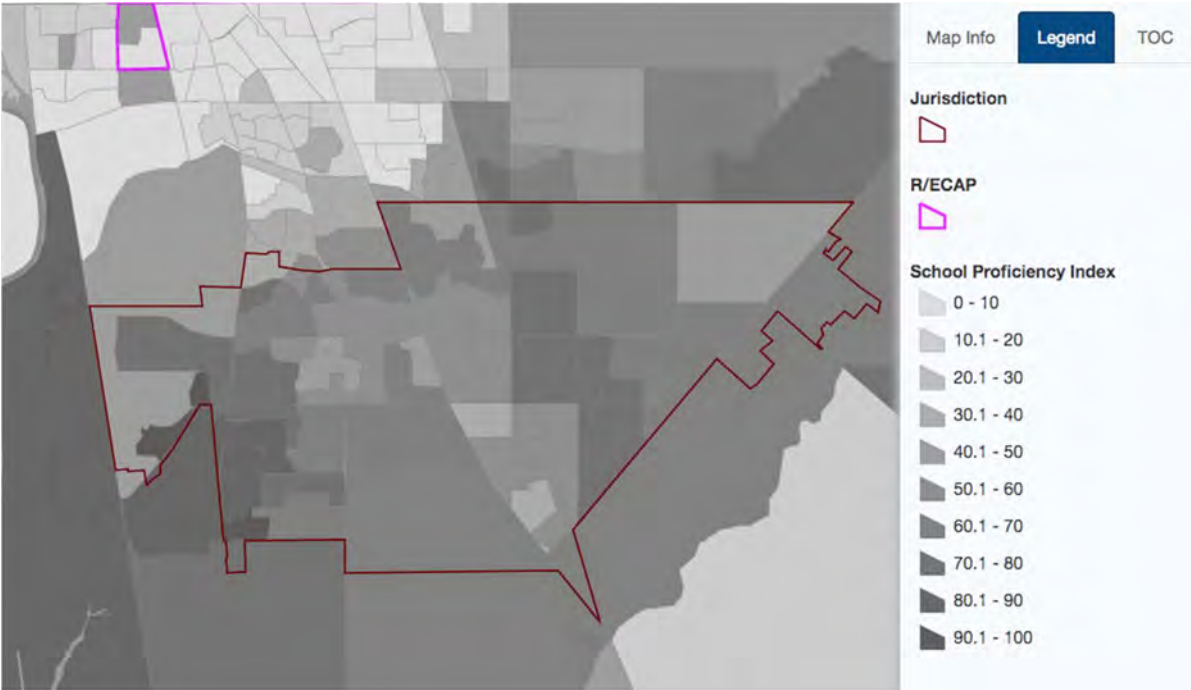 Map Info Legend TOC
Jurisdiction
R/ECAP
School Proficiency Index
0 - 10
10.1 - 20
20.1 - 30
30.1 - 40
40.1 - 50
50.1 - 60
60.1 - 70
70.1 - 80
80.1 - 90
90.1 - 100